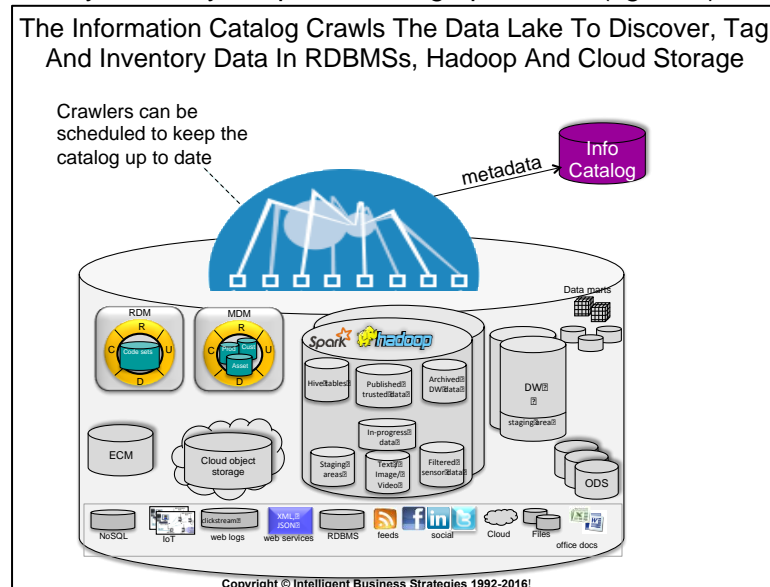 The Information Catalog Crawls The Data Lake To Discover, Tag
And Inventory Data In RDBMSs, Hadoop And Cloud Storage
Crawlers can be
scheduled to keep the
catalog up to date
metadata
Info
Catalog
Data marts
RDM
R
C
U
D
Code sets
MDM
R
C
U
D
Prod
Cust
Asset
Spark
hadoop
Hive tables
Published
trusted data
Archived
DW data
In-progress
data
Staging
areas
Text/
Image/
Video
Filtered
sensor data
DW
staging area
ECM
Cloud object
storage
ODS
NoSQL
IoT
clickstream
web logs
XML,
JSON
web services
RDBMS
feeds
f
in
social
Cloud
Files
office docs
Copyright © Intelligent Business Strategies 1992-2016!